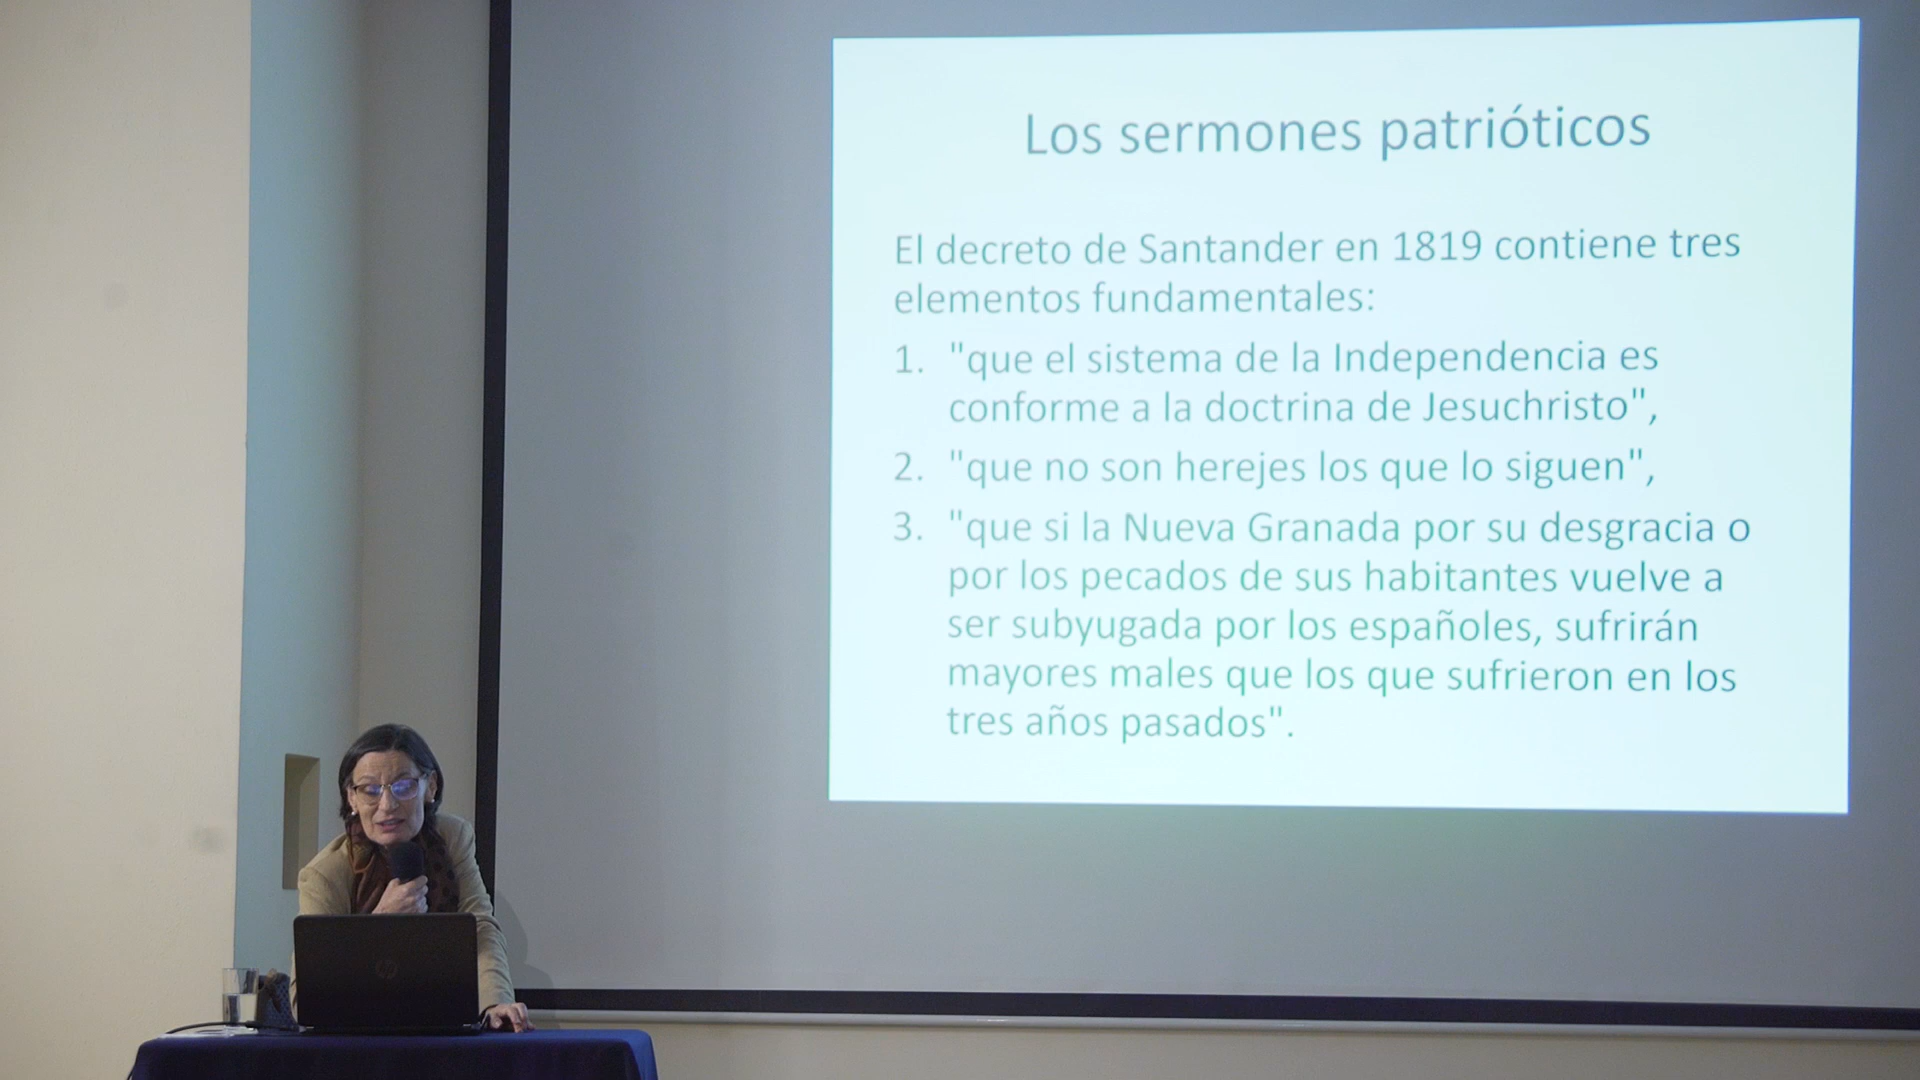 Los sermones patrióticos
El decreto de Santander en 1819 contiene tres
elementos fundamentales:
1. "que el sistema de la Independencia es
conforme a la doctrina de Jesuchristo",
2. "que no son herejes los que lo siguen",
3. "que si la Nueva Granada por su desgracia o
por los pecados de sus habitantes vuelve a
ser subyugada por los españoles, sufrirán
mayores males que los que sufrieron en los
tres años pasados".
hp